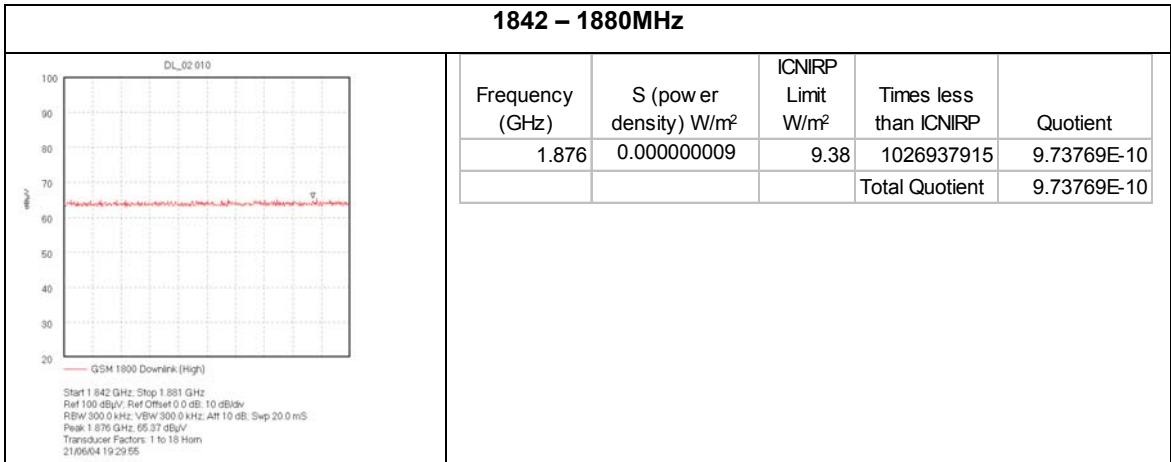 1842 – 1880MHz
DL_02 010
100
90
80
70
60
50
40
30
20
dBµV
GSM 1800 Downlink (High)
Start 1.842 GHz; Stop 1.881 GHz
Ref 100 dBµV; Ref Offset 0.0 dB; 10 dB/div
RBW 300.0 kHz; VBW 300.0 kHz; Att 10 dB; Swp 20.0 mS
Peak 1.876 GHz, 65.37 dBµV
Transducer Factors: 1 to 18 Horn
21/06/04 19:29:55
Frequency (GHz) S (pow er density) W/m² ICNIRP Limit W/m² Times less than ICNIRP Quotient
1.876 0.000000009 9.38 1026937915 9.73769E-10
Total Quotient 9.73769E-10